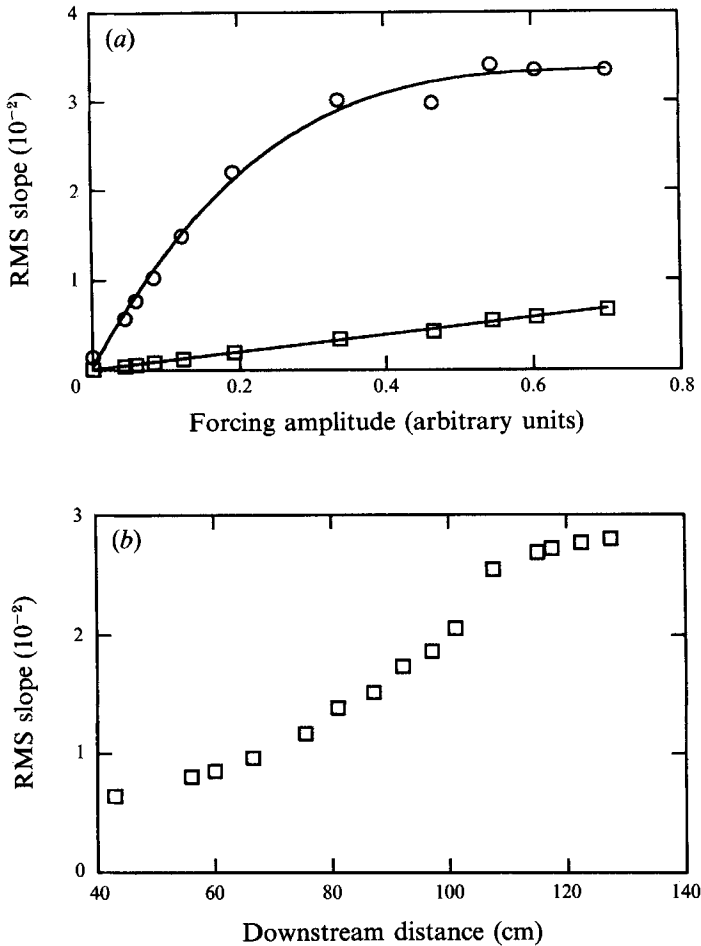 4
(a)
3
2
1
RMS slope (10⁻²)
0 0.2 0.4 0.6 0.8
Forcing amplitude (arbitrary units)
3
(b)
2
1
0
RMS slope (10⁻²)
40 60 80 100 120 140
Downstream distance (cm)